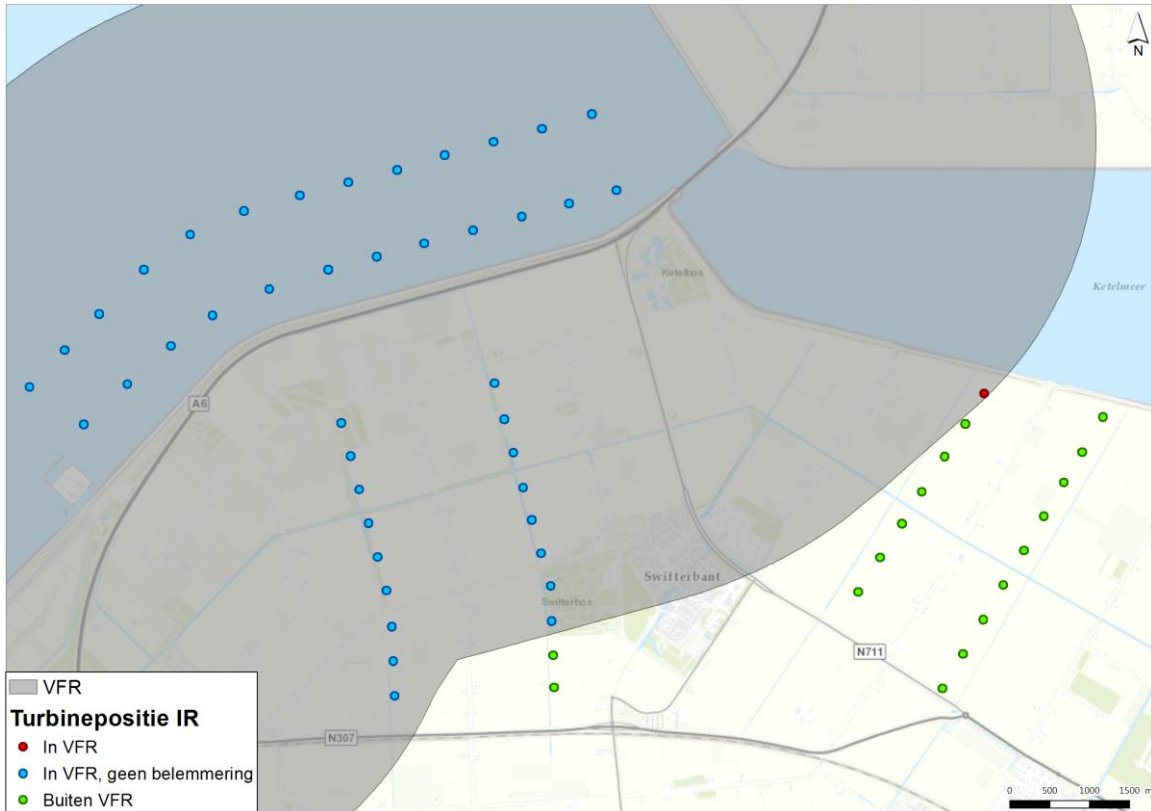 N
Ketelbos
Ketelmeer
A6
Swifterbant
Swifterbos
N711
N307
VFR
Turbinepositie IR
In VFR
In VFR, geen belemmering
Buiten VFR
0 500 1000 1500 m